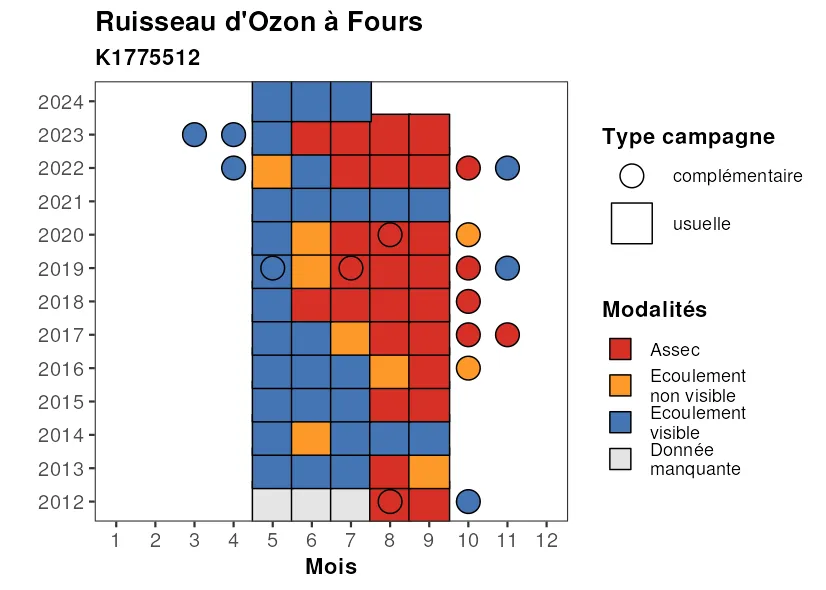 Ruisseau d'Ozon à Fours
K1775512
2024
2023
2022
2021
2020
2019
2018
2017
2016
2015
2014
2013
2012
1 2 3 4 5 6 7 8 9 10 11 12
Mois
Type campagne
complémentaire
usuelle
Modalités
Assec
Ecoulement
non visible
Ecoulement
visible
Donnée
manquante